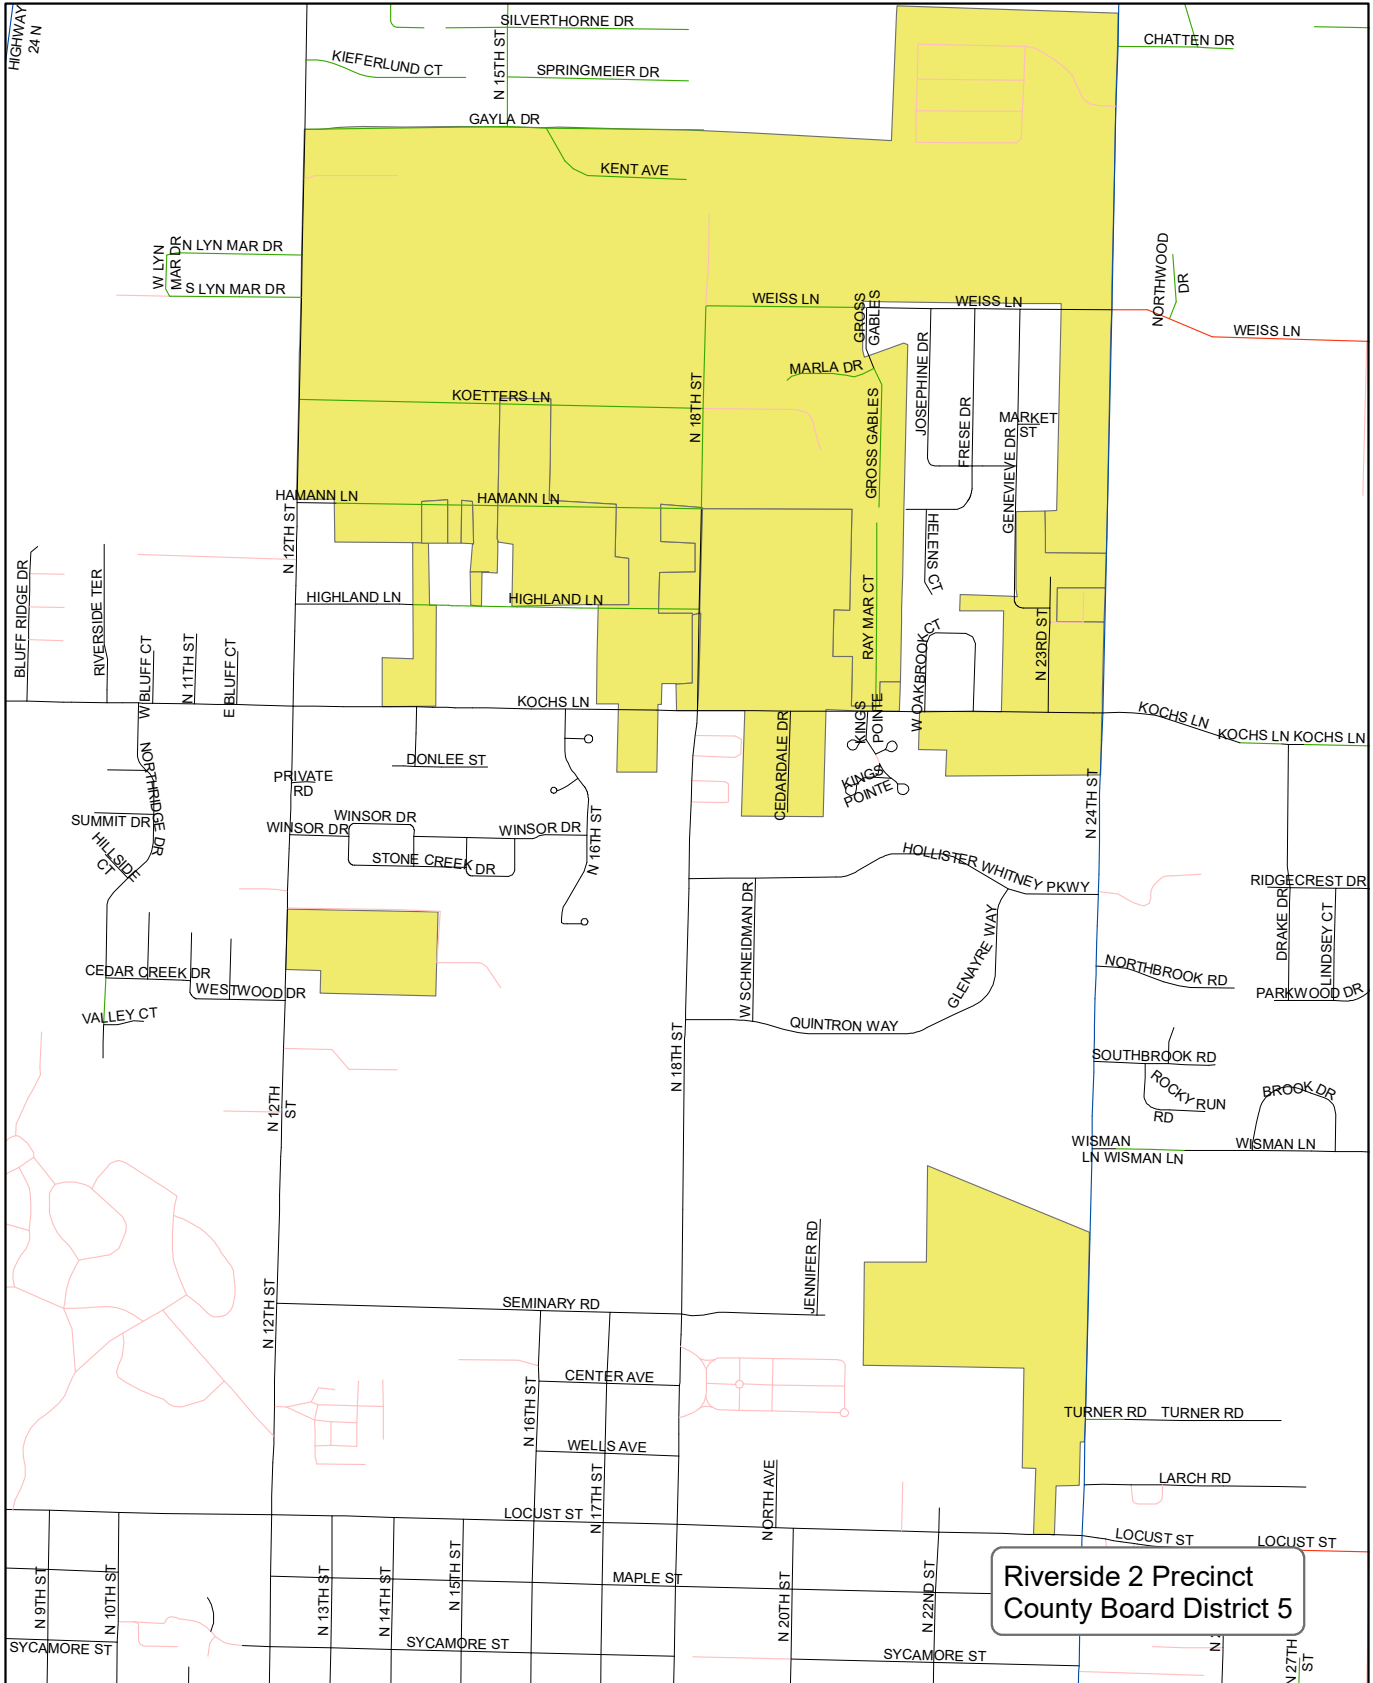 HIGHWAY
24 N
SILVERTHORNE DR
N 15TH ST
CHATTEN DR
KIEFERLUND CT
SPRINGMEIER DR
GAYLA DR
KENT AVE
N LYN MAR DR
W LYN
MAR DR
S LYN MAR DR
NORTHWOOD
DR
WEISS LN
GROSS
GABLES
WEISS LN
WEISS LN
MARLA DR
JOSEPHINE DR
N 18TH ST
KOETTERS LN
GROSS GABLES
FRESE DR
MARKET
ST
GENEVIEVE DR
HAMANN LN
HAMANN LN
N 12TH ST
HELENS CT
BLUFF RIDGE DR
RIVERSIDE TER
HIGHLAND LN
HIGHLAND LN
RAY MAR CT
W OAKBROOK CT
N 23RD ST
W BLUFF CT
N 11TH ST
E BLUFF CT
KOCHS LN
KINGS
POINTE
KOCHS LN
KOCHS LN
KOCHS LN
NORTHRIDGE DR
DONLEE ST
CEDARDALE DR
KINGS
POINTE
PRIVATE
RD
N 24TH ST
SUMMIT DR
WINSOR DR
WINSOR DR
WINSOR DR
N 16TH ST
HILLSIDE
CT
STONE CREEK
DR
HOLLISTER WHITNEY PKWY
RIDGECREST DR
W SCHNEIDMAN DR
GLENAYRE WAY
DRAKE DR
LINDSEY CT
CEDAR CREEK DR
NORTHBROOK RD
WESTWOOD DR
PARKWOOD DR
VALLEY CT
QUINTRON WAY
N 18TH ST
SOUTHBROOK RD
ROCKY RUN
RD
BROOK DR
N 12TH
ST
WISMAN
LN
WISMAN LN
WISMAN LN
JENNIFER RD
N 12TH ST
SEMINARY RD
CENTER AVE
N 16TH ST
TURNER RD
TURNER RD
WELLS AVE
N 17TH ST
NORTH AVE
LARCH RD
LOCUST ST
LOCUST ST
LOCUST ST
N 9TH ST
N 10TH ST
N 13TH ST
N 14TH ST
N 15TH ST
MAPLE ST
N 20TH ST
N 22ND ST
Riverside 2 Precinct
County Board District 5
SYCAMORE ST
SYCAMORE ST
SYCAMORE ST
N 27TH
ST